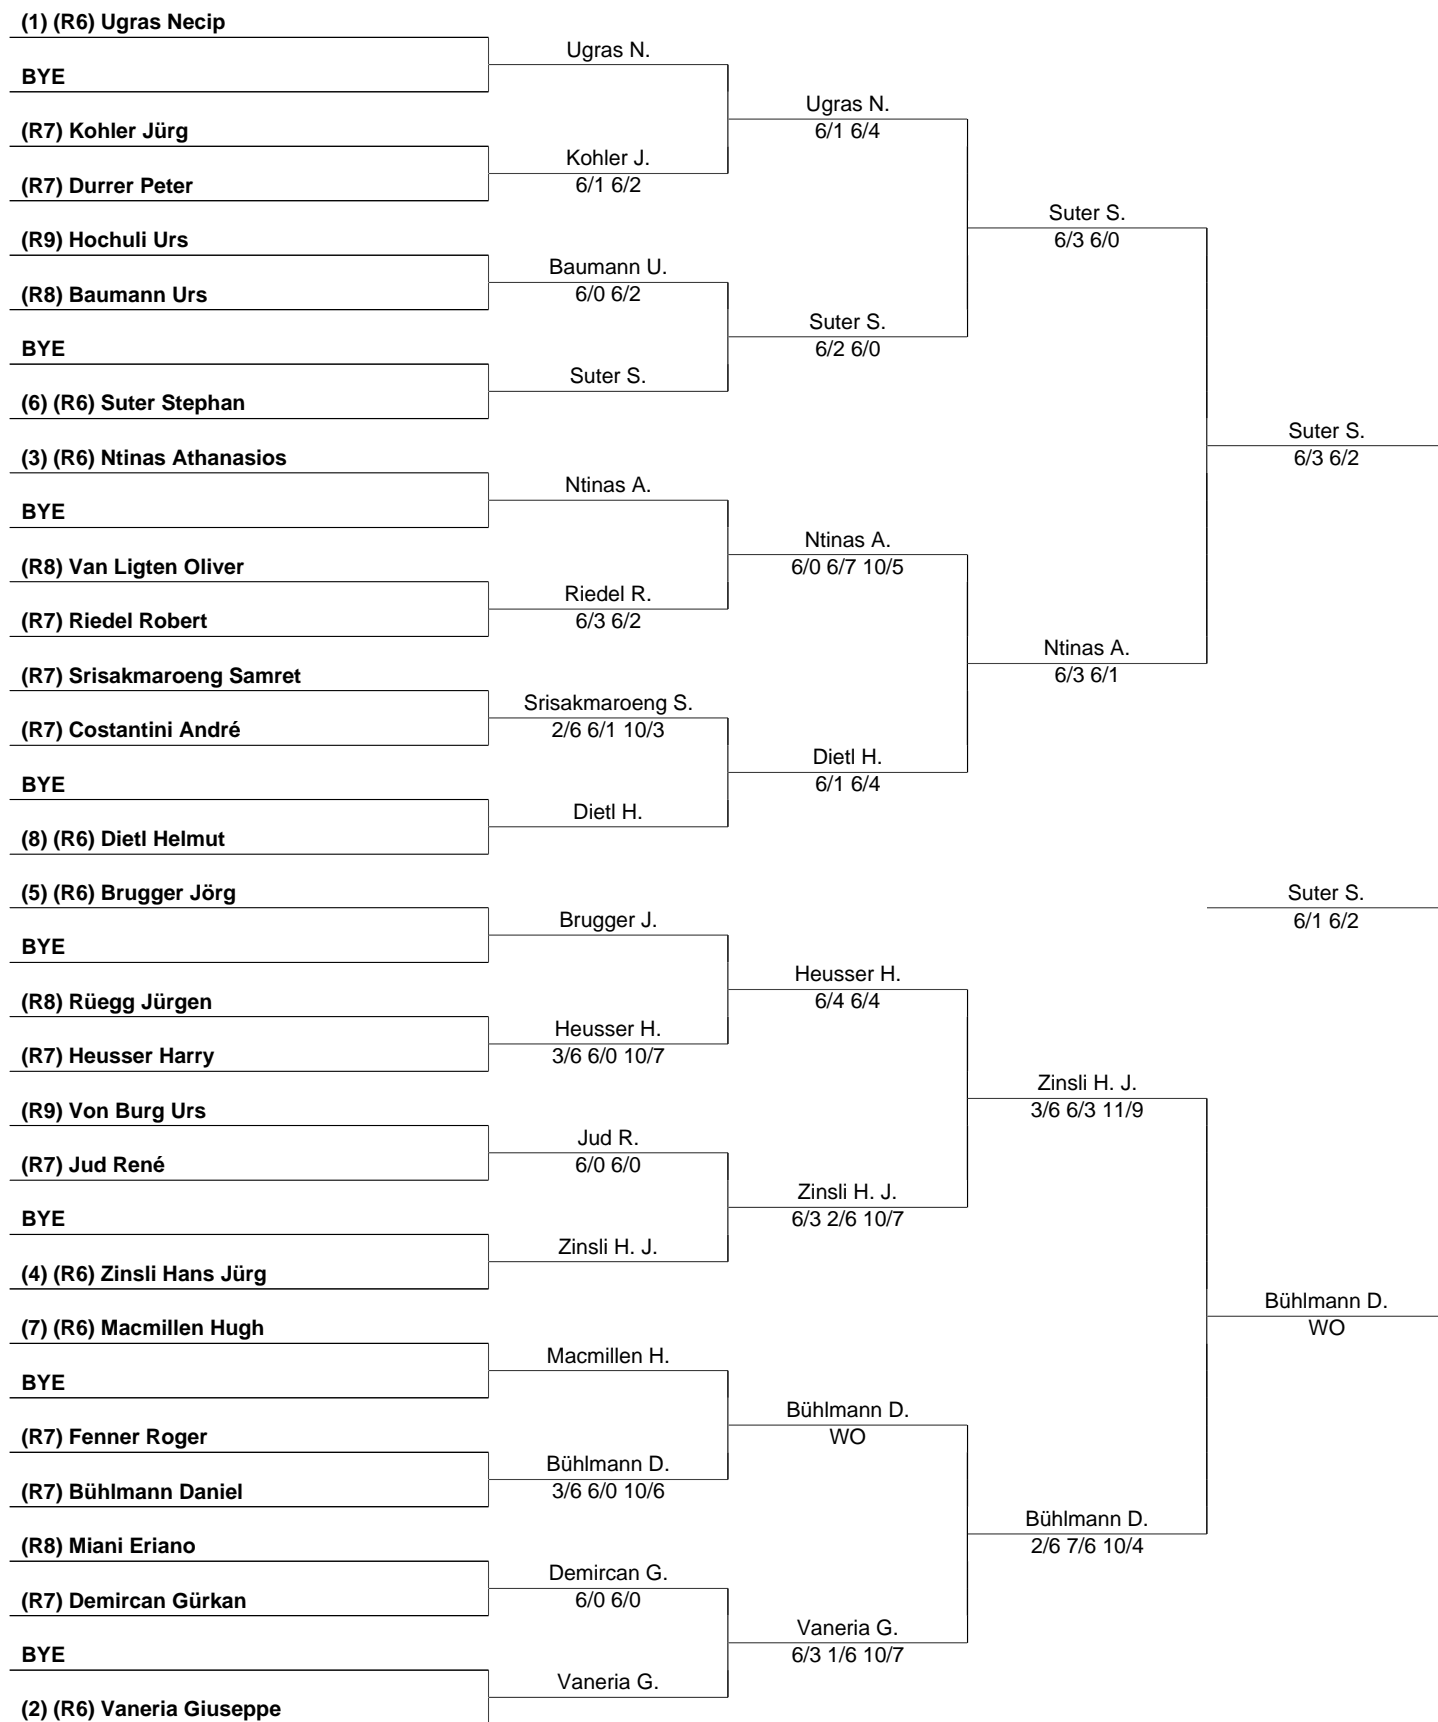 (1) (R6) Ugras Necip
Ugras N.
BYE
Ugras N.
6/1 6/4
(R7) Kohler Jürg
Kohler J.
6/1 6/2
(R7) Durrer Peter
Suter S.
6/3 6/0
(R9) Hochuli Urs
Baumann U.
6/0 6/2
(R8) Baumann Urs
Suter S.
6/2 6/0
BYE
Suter S.
(6) (R6) Suter Stephan
Suter S.
6/3 6/2
(3) (R6) Ntinas Athanasios
Ntinas A.
BYE
Ntinas A.
6/0 6/7 10/5
(R8) Van Ligten Oliver
Riedel R.
6/3 6/2
(R7) Riedel Robert
Ntinas A.
6/3 6/1
(R7) Srisakmaroeng Samret
Srisakmaroeng S.
2/6 6/1 10/3
(R7) Costantini André
Dietl H.
6/1 6/4
BYE
Dietl H.
(8) (R6) Dietl Helmut
(5) (R6) Brugger Jörg
Suter S.
6/1 6/2
Brugger J.
BYE
Heusser H.
6/4 6/4
(R8) Rüegg Jürgen
Heusser H.
3/6 6/0 10/7
(R7) Heusser Harry
Zinsli H. J.
3/6 6/3 11/9
(R9) Von Burg Urs
Jud R.
6/0 6/0
(R7) Jud René
Zinsli H. J.
6/3 2/6 10/7
BYE
Zinsli H. J.
(4) (R6) Zinsli Hans Jürg
Bühlmann D.
WO
(7) (R6) Macmillen Hugh
Macmillen H.
BYE
Bühlmann D.
WO
(R7) Fenner Roger
Bühlmann D.
3/6 6/0 10/6
(R7) Bühlmann Daniel
Bühlmann D.
2/6 7/6 10/4
(R8) Miani Eriano
Demircan G.
6/0 6/0
(R7) Demircan Gürkan
Vaneria G.
6/3 1/6 10/7
BYE
Vaneria G.
(2) (R6) Vaneria Giuseppe